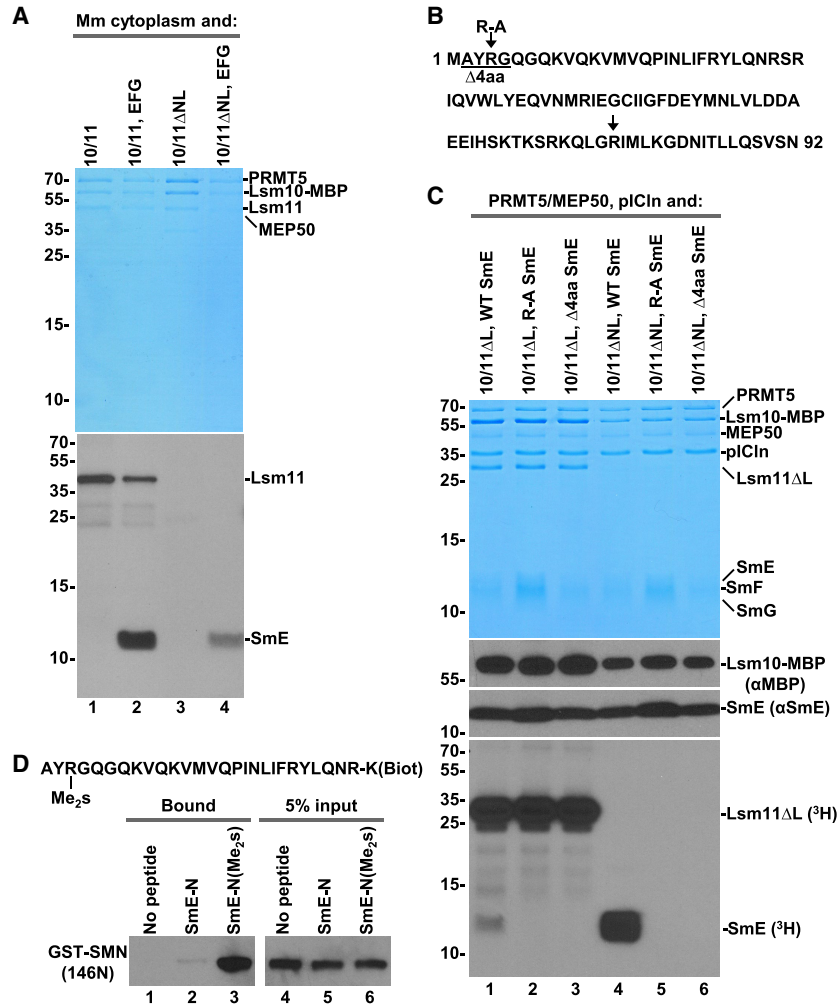 A
Mm cytoplasm and:
10/11
10/11, EFG
10/11ΔNL
10/11ΔNL, EFG
70-
55-
35-
25-
15-
10-
-PRMT5
-Lsm10-MBP
-Lsm11
MEP50
70-
55-
35-
25-
15-
10-
-Lsm11
-SmE
1 2 3 4
B
R-A
1 MAYRGQGQKVQKVMVQPINLIFRYLQNRSR
Δ4aa
IQVWLYEQVNMRIEGCIIGFDEYMNLVLDDA
EEIHSKTKSRKQLGRIMLKGDNITLLQSVSN 92
C
PRMT5/MEP50, pICln and:
10/11ΔL, WT SmE
10/11ΔL, R-A SmE
10/11ΔL, Δ4aa SmE
10/11ΔNL, WT SmE
10/11ΔNL, R-A SmE
10/11ΔNL, Δ4aa SmE
70-
55-
35-
25-
15-
10-
PRMT5
-Lsm10-MBP
-MEP50
-pICln
Lsm11ΔL
SmE
-SmF
SmG
55-
-Lsm10-MBP
(αMBP)
10-
-SmE (αSmE)
70-
55-
35-
25-
15-
10-
-Lsm11ΔL (³H)
-SmE (³H)
1 2 3 4 5 6
D
AYRGQGQKVQKVMVQPINLIFRYLQNR-K(Biot)
Me₂s
Bound
5% input
No peptide
SmE-N
SmE-N(Me₂s)
No peptide
SmE-N
SmE-N(Me₂s)
GST-SMN
(146N)
1 2 3 4 5 6